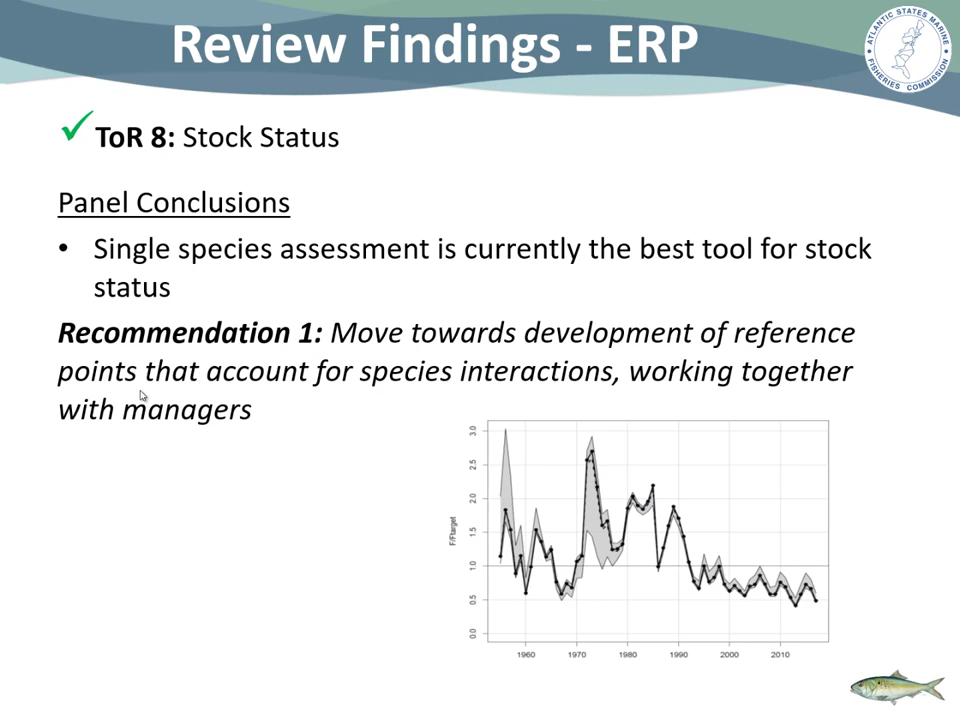 Review Findings - ERP
ATLANTIC STATES MARINE
FISHERIES COMMISSION
✓ToR 8: Stock Status
Panel Conclusions
• Single species assessment is currently the best tool for stock
status
Recommendation 1: Move towards development of reference
points that account for species interactions, working together
with managers
3.0
2.5
2.0
1.5
1.0
0.5
0.0
F/Ftarget
1960 1970 1980 1990 2000 2010